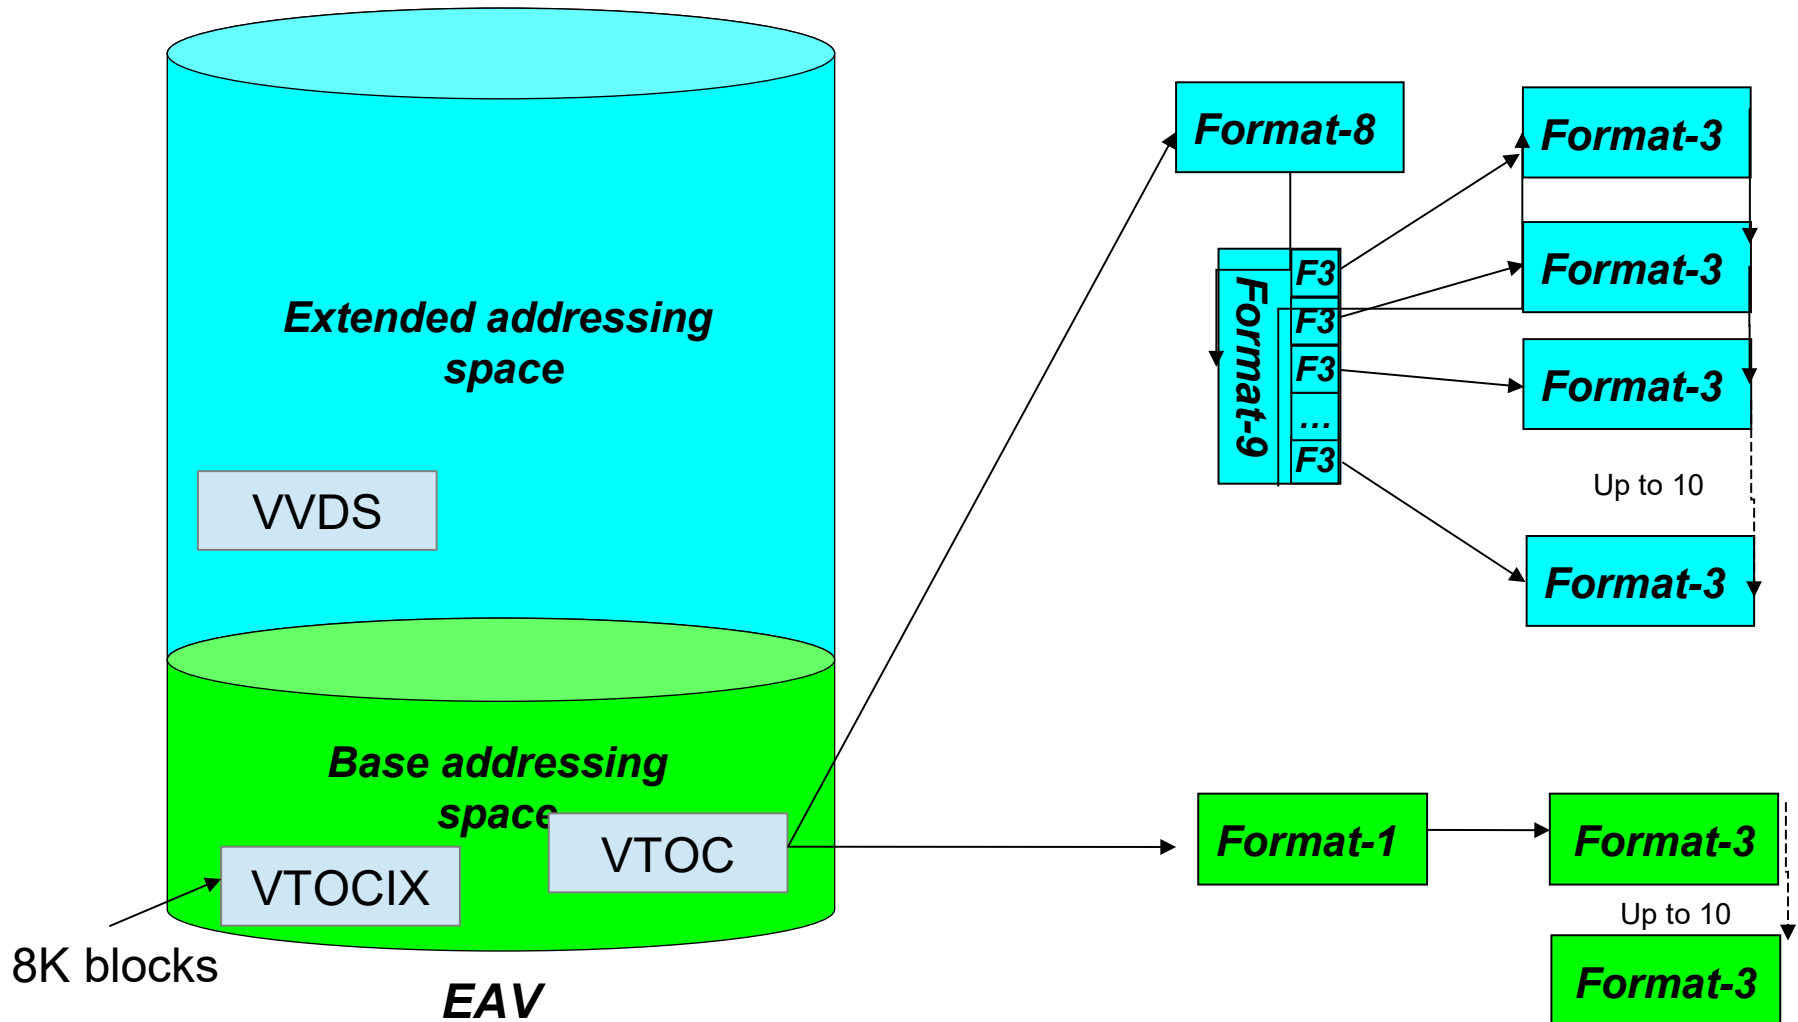 Extended addressing
space
VVDS
Base addressing
space
VTOC
VTOCIX
8K blocks
EAV
Format-8
Format-9
F3
F3
F3
...
F3
Format-3
Format-3
Format-3
Up to 10
Format-3
Format-1
Format-3
Up to 10
Format-3